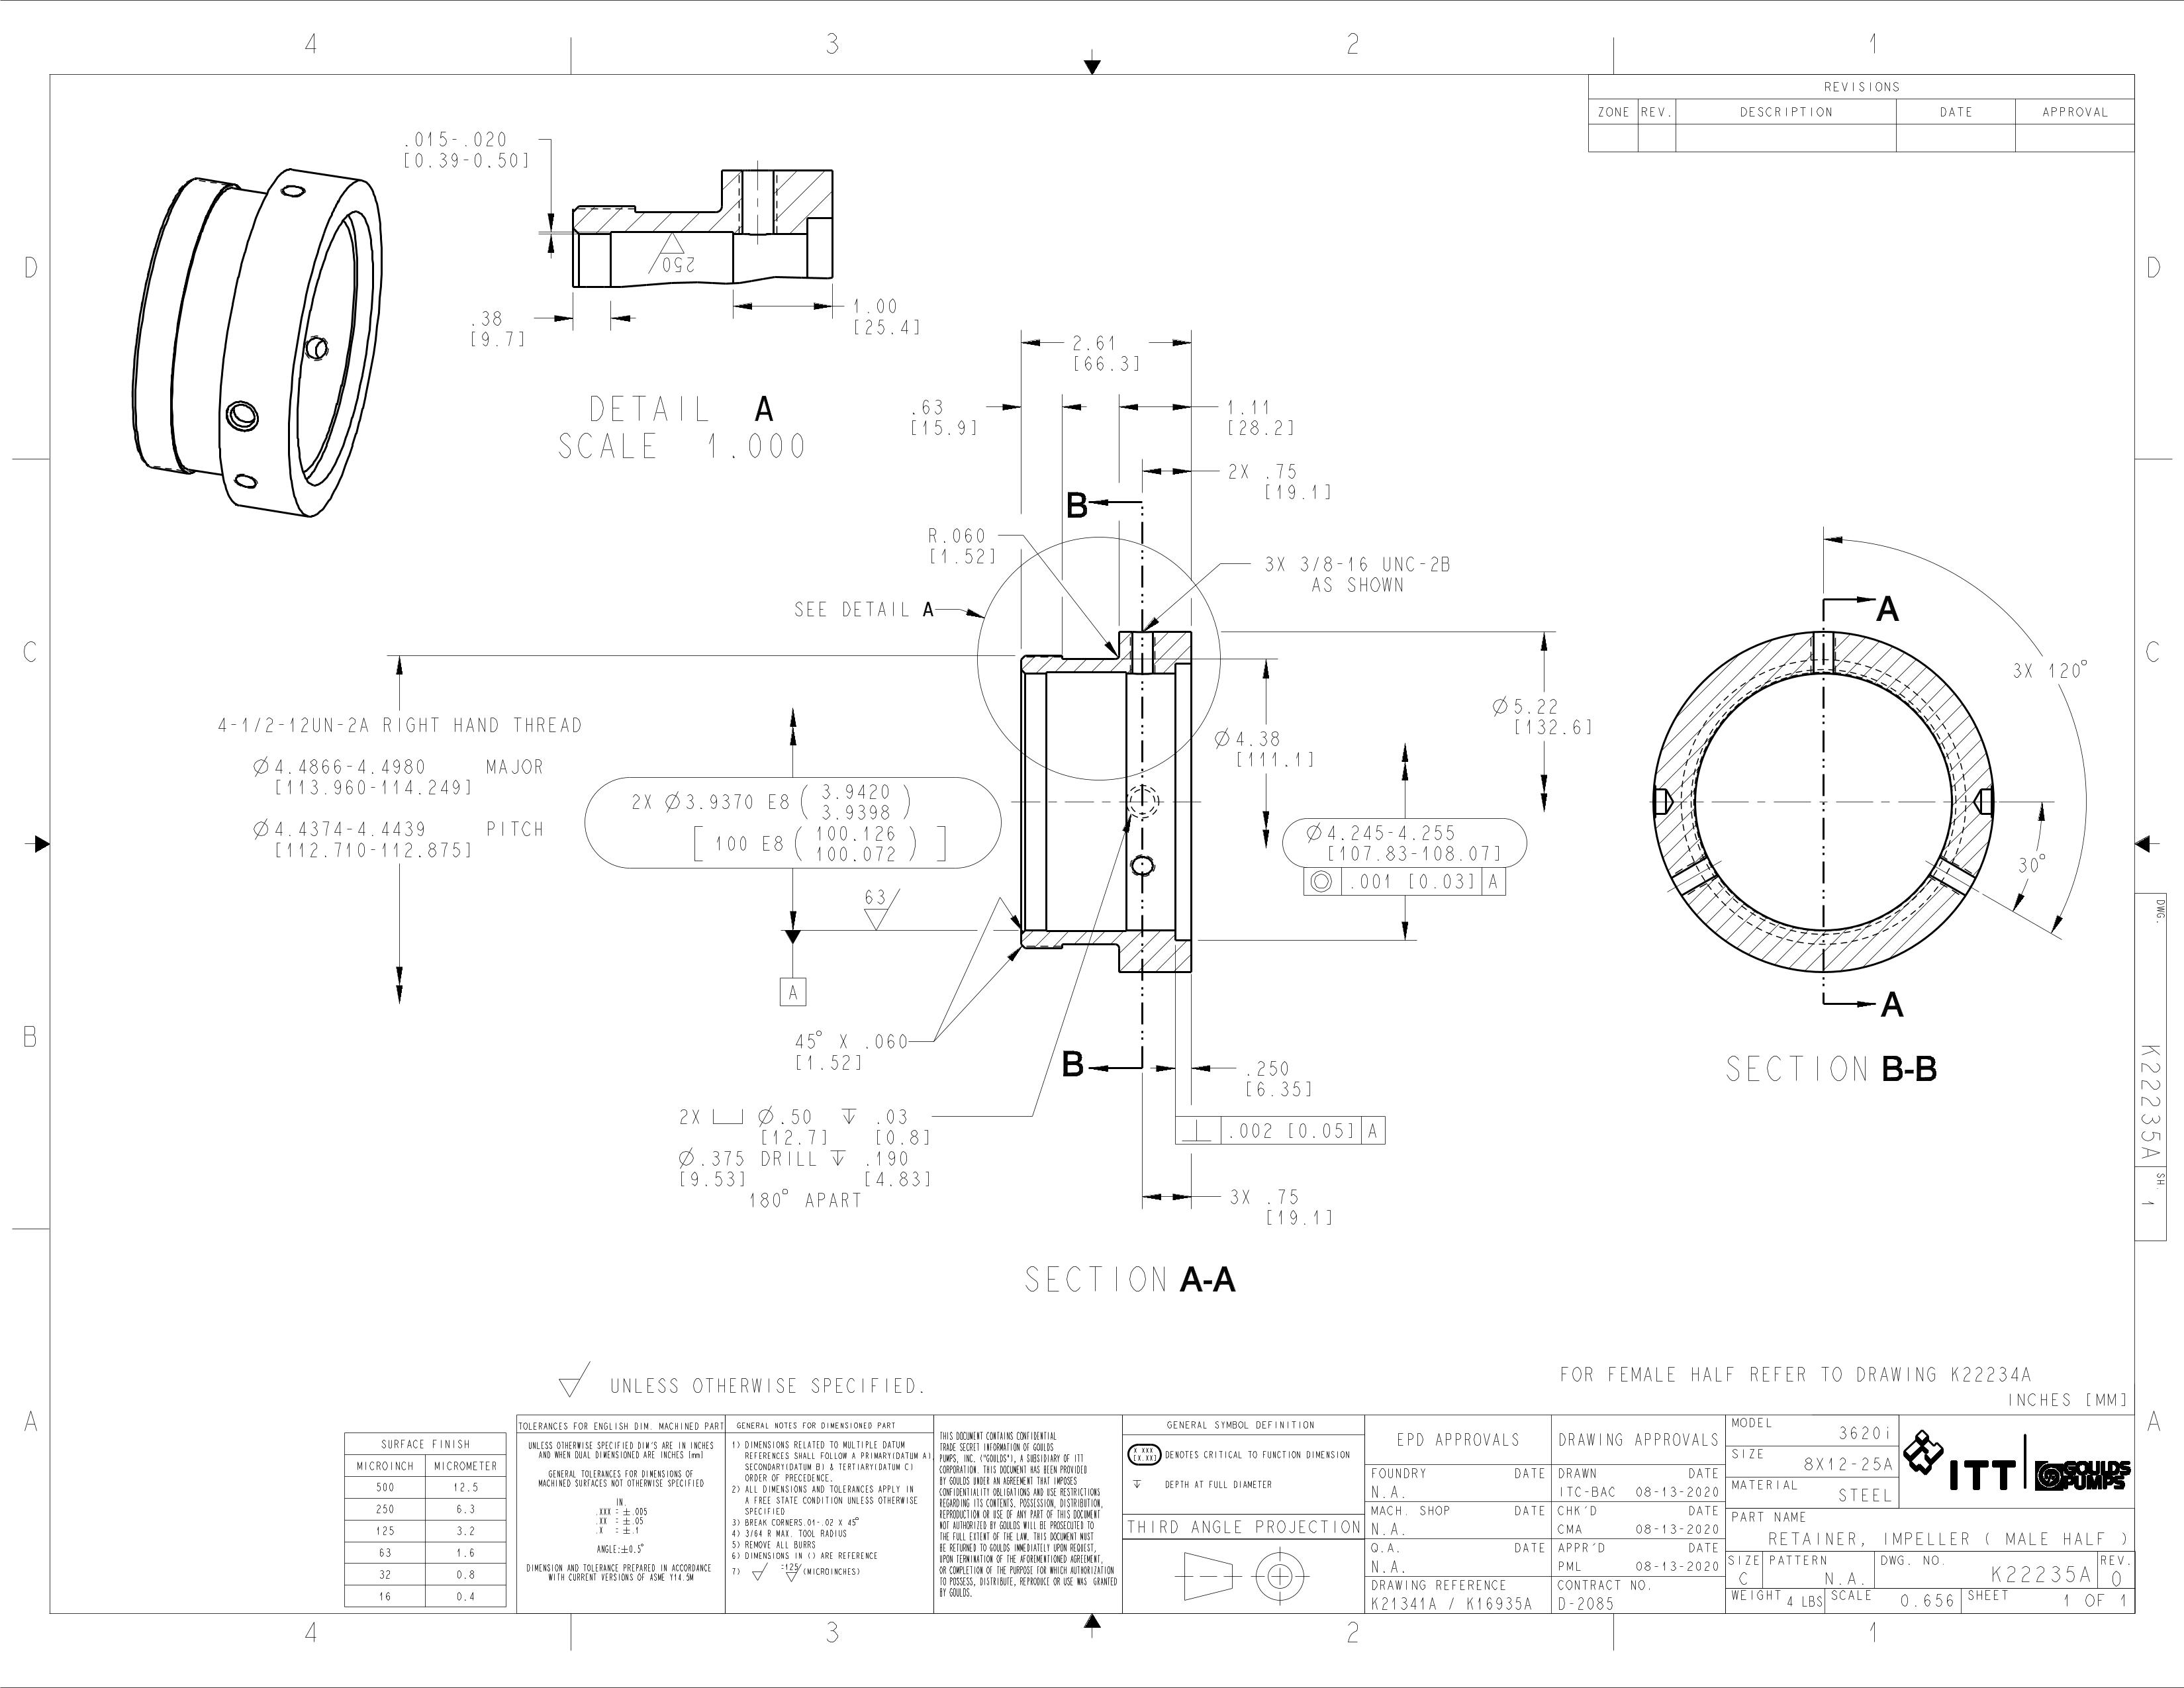 4 3 2 1
REVISIONS
ZONE REV. DESCRIPTION DATE APPROVAL
D D
C C
B B
A A
.015-.020
[0.39-0.50]
250
.38
[9.7]
1.00
[25.4]
DETAIL A
SCALE 1.000
2.61
[66.3]
.63
[15.9]
1.11
[28.2]
2X .75
[19.1]
B
R.060
[1.52]
3X 3/8-16 UNC-2B
AS SHOWN
SEE DETAIL A
4-1/2-12UN-2A RIGHT HAND THREAD
Ø4.4866-4.4980 MAJOR
[113.960-114.249]
Ø4.4374-4.4439 PITCH
[112.710-112.875]
2X Ø3.9370 E8 (3.9420
3.9398)
[100 E8 (100.126
100.072)]
63
A
Ø5.22
[132.6]
Ø4.38
[111.1]
Ø4.245-4.255
[107.83-108.07]
◎ .001 [0.03] A
45° X .060
[1.52]
B
.250
[6.35]
⊥ .002 [0.05] A
2X ⌴ Ø.50 ↧ .03
[12.7] [0.8]
Ø.375 DRILL ↧ .190
[9.53] [4.83]
180° APART
3X .75
[19.1]
SECTION A-A
A
3X 120°
30°
A
SECTION B-B
DWG.
K22235A
SH.
1
UNLESS OTHERWISE SPECIFIED.
FOR FEMALE HALF REFER TO DRAWING K22234A
INCHES [MM]
SURFACE FINISH
MICROINCH MICROMETER
500 12.5
250 6.3
125 3.2
63 1.6
32 0.8
16 0.4
TOLERANCES FOR ENGLISH DIM. MACHINED PART
UNLESS OTHERWISE SPECIFIED DIM'S ARE IN INCHES
AND WHEN DUAL DIMENSIONED ARE INCHES [mm]
GENERAL TOLERANCES FOR DIMENSIONS OF
MACHINED SURFACES NOT OTHERWISE SPECIFIED
IN.
.XXX : ±.005
.XX : ±.05
.X : ±.1
ANGLE:±0.5°
DIMENSION AND TOLERANCE PREPARED IN ACCORDANCE
WITH CURRENT VERSIONS OF ASME Y14.5M
GENERAL NOTES FOR DIMENSIONED PART
1) DIMENSIONS RELATED TO MULTIPLE DATUM
REFERENCES SHALL FOLLOW A PRIMARY(DATUM A)
SECONDARY(DATUM B) & TERTIARY(DATUM C)
ORDER OF PRECEDENCE.
2) ALL DIMENSIONS AND TOLERANCES APPLY IN
A FREE STATE CONDITION UNLESS OTHERWISE
SPECIFIED
3) BREAK CORNERS.01-.02 X 45°
4) 3/64 R MAX. TOOL RADIUS
5) REMOVE ALL BURRS
6) DIMENSIONS IN () ARE REFERENCE
7) =125 (MICROINCHES)
THIS DOCUMENT CONTAINS CONFIDENTIAL
TRADE SECRET INFORMATION OF GOULDS
PUMPS, INC. ("GOULDS"), A SUBSIDIARY OF ITT
CORPORATION. THIS DOCUMENT HAS BEEN PROVIDED
BY GOULDS UNDER AN AGREEMENT THAT IMPOSES
CONFIDENTIALITY OBLIGATIONS AND USE RESTRICTIONS
REGARDING ITS CONTENTS. POSSESSION, DISTRIBUTION,
REPRODUCTION OR USE OF ANY PART OF THIS DOCUMENT
NOT AUTHORIZED BY GOULDS WILL BE PROSECUTED TO
THE FULL EXTENT OF THE LAW. THIS DOCUMENT MUST
BE RETURNED TO GOULDS IMMEDIATELY UPON REQUEST,
UPON TERMINATION OF THE AFOREMENTIONED AGREEMENT,
OR COMPLETION OF THE PURPOSE FOR WHICH AUTHORIZATION
TO POSSESS, DISTRIBUTE, REPRODUCE OR USE WAS GRANTED
BY GOULDS.
GENERAL SYMBOL DEFINITION
X.XXX
[X.XX]
DENOTES CRITICAL TO FUNCTION DIMENSION
↧ DEPTH AT FULL DIAMETER
THIRD ANGLE PROJECTION
EPD APPROVALS
FOUNDRY DATE
N.A.
MACH. SHOP DATE
N.A.
Q.A. DATE
N.A.
DRAWING REFERENCE
K21341A / K16935A
DRAWING APPROVALS
DRAWN DATE
ITC-BAC 08-13-2020
CHK'D DATE
CMA 08-13-2020
APPR'D DATE
PML 08-13-2020
CONTRACT NO.
D-2085
MODEL
3620i
SIZE
8X12-25A
MATERIAL
STEEL
ITT
GOULDS
PUMPS
PART NAME
RETAINER, IMPELLER ( MALE HALF )
SIZE PATTERN DWG. NO. REV.
C N.A. K22235A 0
WEIGHT 4 LBS SCALE 0.656 SHEET 1 OF 1
4 3 2 1